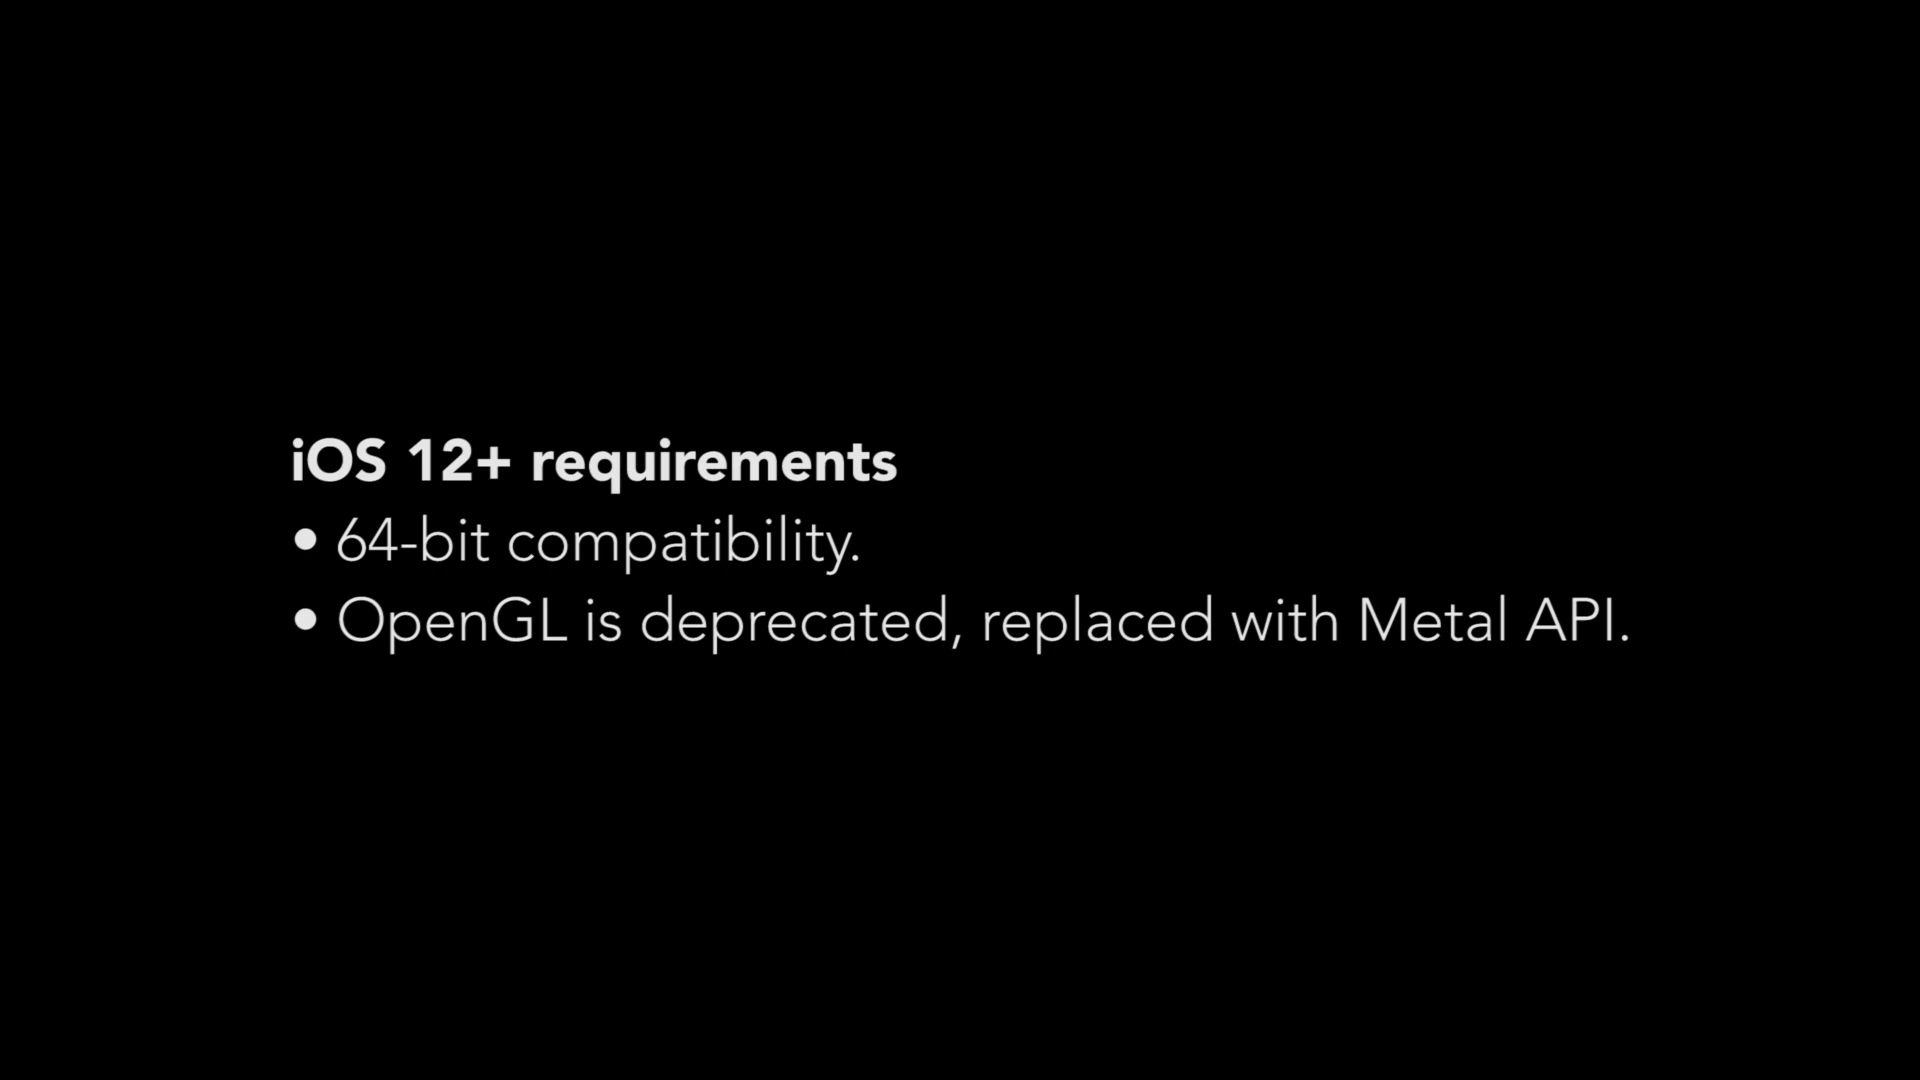 iOS 12+ requirements
• 64-bit compatibility.
• OpenGL is deprecated, replaced with Metal API.